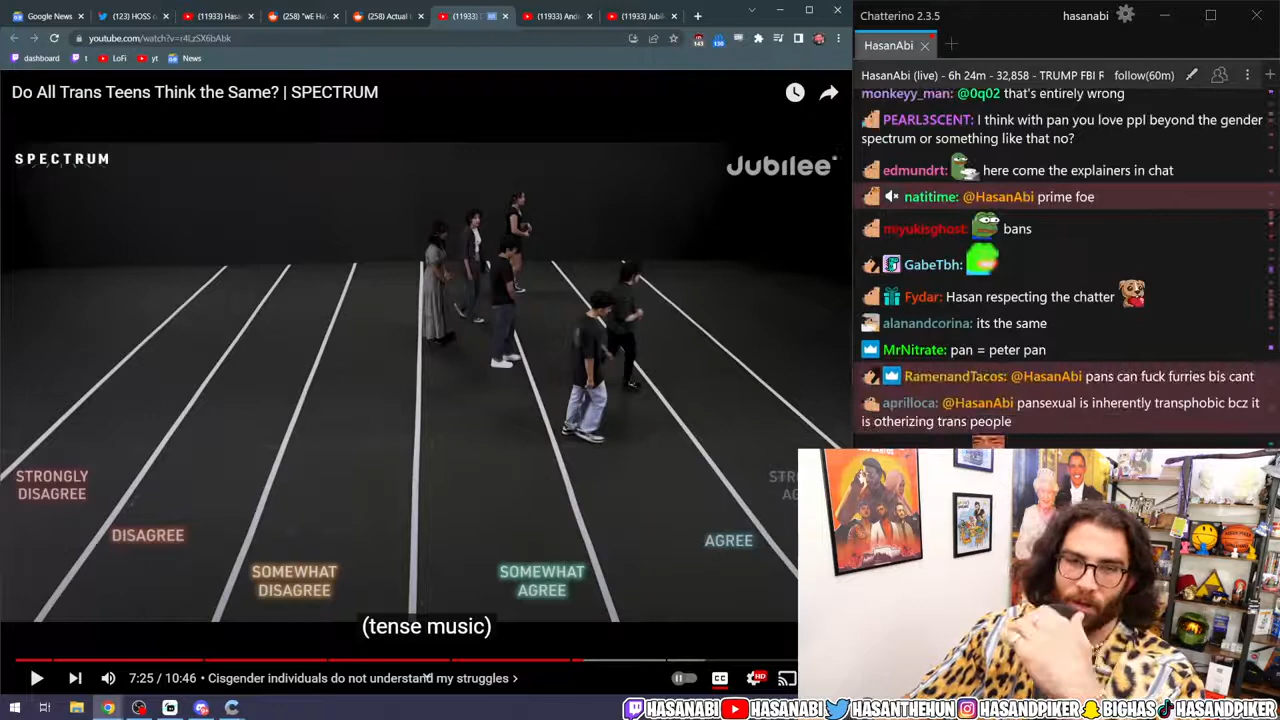 Google News
(123) HOSS c
(11933) Hasa
(258) "wE Ha
(258) Actual L
(11933) D
(11933) And
(11933) Jubil
Chatterino 2.3.5
hasanabi
youtube.com/watch?v=r4lzSX6bAbk
143
130
HasanAbi
dashboard
t
LoFi
yt
News
HasanAbi (live) - 6h 24m - 32,858 - TRUMP FBI R
follow(60m)
Do All Trans Teens Think the Same? | SPECTRUM
SPECTRUM
Jubilee
monkeyy_man: @0q02 that's entirely wrong
PEARL3SCENT: I think with pan you love ppl beyond the gender
spectrum or something like that no?
edmundrt: here come the explainers in chat
natitime: @HasanAbi prime foe
miyukisghost: bans
GabeTbh:
Fydar: Hasan respecting the chatter
alanandcorina: its the same
MrNitrate: pan = peter pan
RamenandTacos: @HasanAbi pans can fuck furries bis cant
aprilloca: @HasanAbi pansexual is inherently transphobic bcz it
is otherizing trans people
STRONGLY
DISAGREE
DISAGREE
SOMEWHAT
DISAGREE
SOMEWHAT
AGREE
AGREE
(tense music)
7:25 / 10:46 • Cisgender individuals do not understand my struggles >
CC
HD
HASANABI
HASANABI
HASANTHEHUN
HASANDPIKER
BIGHAS
HASANDPIKER